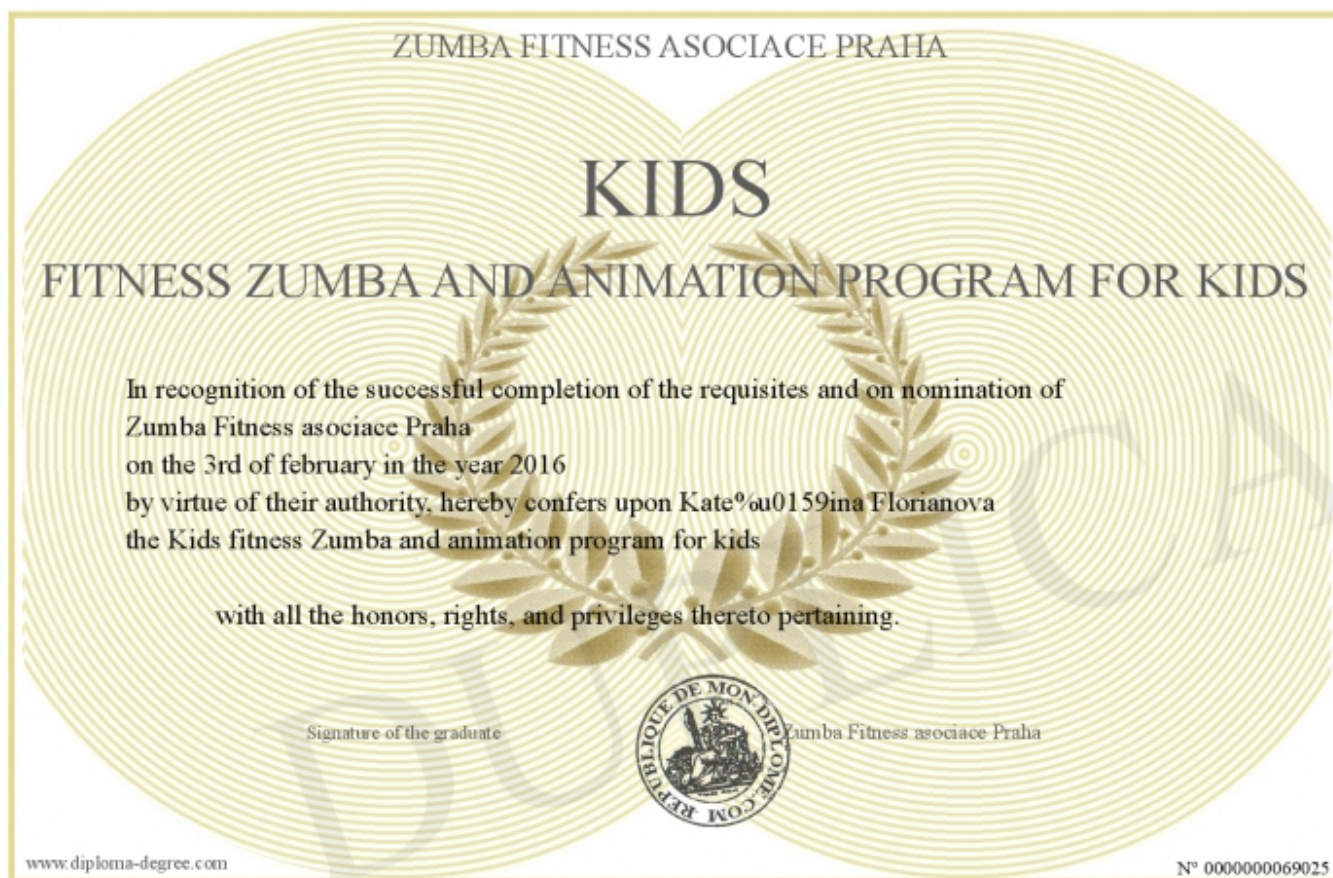 ZUMBA FITNESS ASOCIACE PRAHA
KIDS
FITNESS ZUMBA AND ANIMATION PROGRAM FOR KIDS
In recognition of the successful completion of the requisites and on nomination of
Zumba Fitness asociace Praha
on the 3rd of february in the year 2016
by virtue of their authority, hereby confers upon Kate%u0159ina Florianova
the Kids fitness Zumba and animation program for kids
with all the honors, rights, and privileges thereto pertaining.
Signature of the graduate
REPUBLIQUE DE MON-DIPLOME.COM
Zumba Fitness asociace Praha
DUPLICA
www.diploma-degree.com
N° 0000000069025